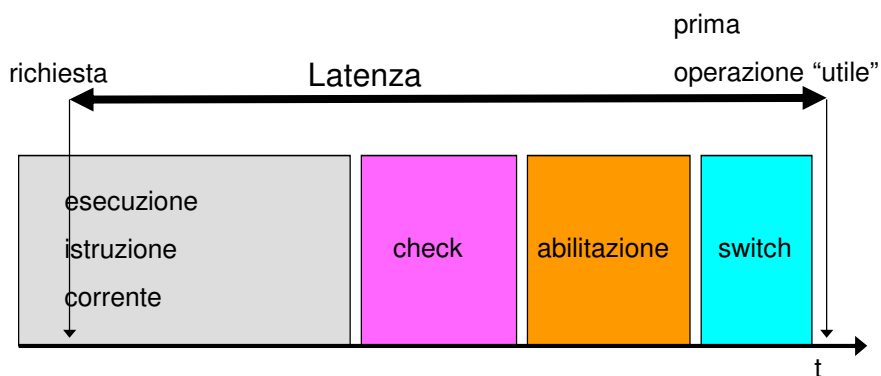 prima
richiesta
Latenza
operazione “utile”
esecuzione
istruzione
corrente
check
abilitazione
switch
t